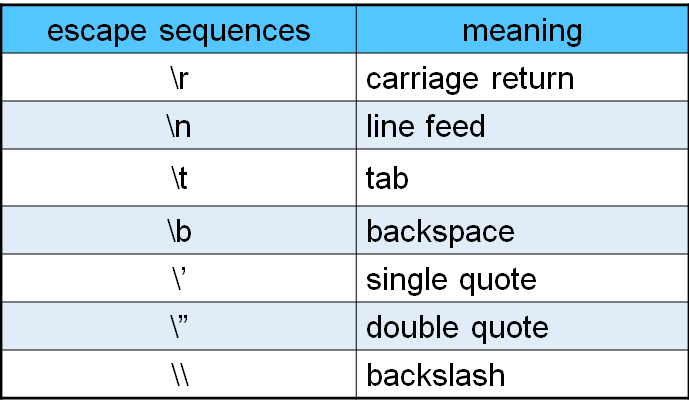 escape sequences meaning
\r carriage return
\n line feed
\t tab
\b backspace
\’ single quote
\” double quote
\\ backslash